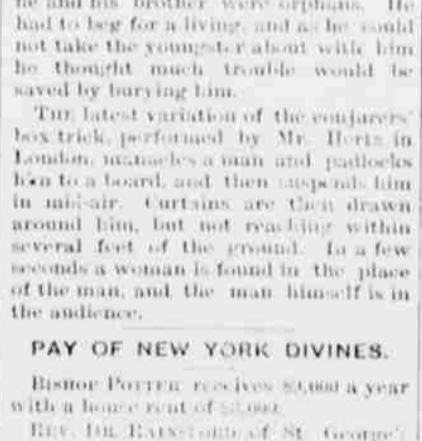 he and his brother were orphans. He
had to beg for a living, and as he could
not take the youngster about with him
he thought much trouble would be
saved by burying him.
THE latest variation of the conjurers'
box trick, performed by Mr. Hertz in
London, manacles a man and padlocks
him to a board, and then suspends him
in mid-air. Curtains are then drawn
around him, but not reaching within
several feet of the ground. In a few
seconds a woman is found in the place
of the man, and the man himself is in
the audience.
PAY OF NEW YORK DIVINES.
BISHOP POTTER receives a year
with a house rent of
REV. DR. RAINSFORD of St. George's